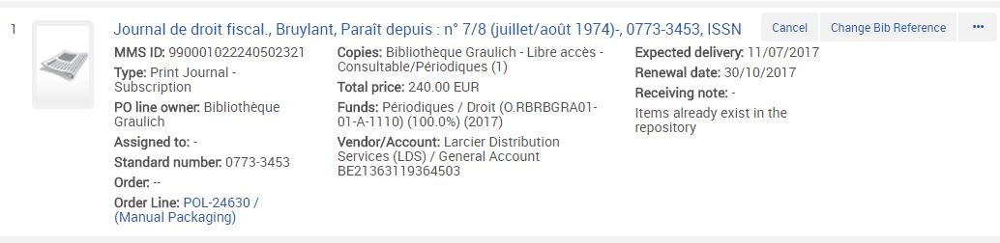 1
Journal de droit fiscal., Bruylant, Paraît depuis : n° 7/8 (juillet/août 1974)-, 0773-3453, ISSN
Cancel
Change Bib Reference
•••
MMS ID: 990001022240502321
Type: Print Journal -
Subscription
PO line owner: Bibliothèque
Graulich
Assigned to: -
Standard number: 0773-3453
Order: --
Order Line: POL-24630 /
(Manual Packaging)
Copies: Bibliothèque Graulich - Libre accès -
Consultable/Périodiques (1)
Total price: 240.00 EUR
Funds: Périodiques / Droit (O.RBRBGRA01-
01-A-1110) (100.0%) (2017)
Vendor/Account: Larcier Distribution
Services (LDS) / General Account
BE21363119364503
Expected delivery: 11/07/2017
Renewal date: 30/10/2017
Receiving note: -
Items already exist in the
repository